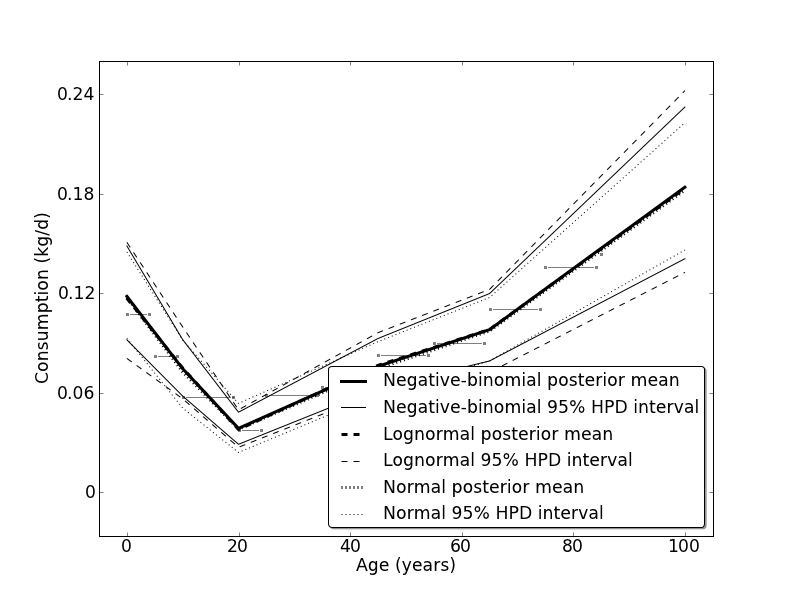 0.24
0.18
0.12
0.06
0
Consumption (kg/d)
Negative-binomial posterior mean
Negative-binomial 95% HPD interval
Lognormal posterior mean
Lognormal 95% HPD interval
Normal posterior mean
Normal 95% HPD interval
0 20 40 60 80 100
Age (years)